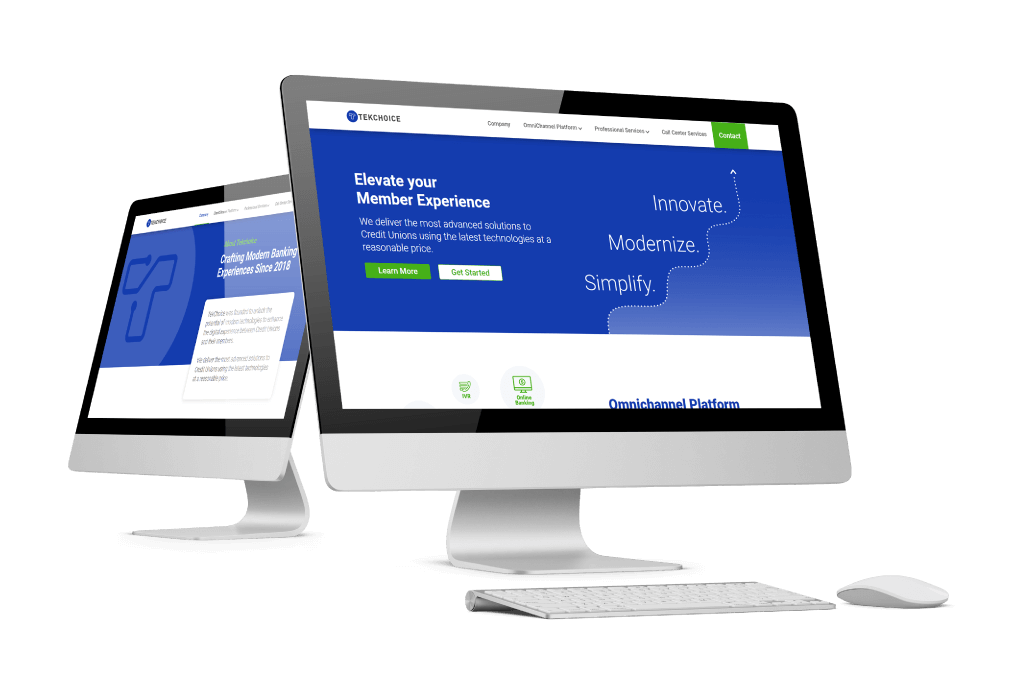 TEKCHOICE
Company
OmniChannel Platform
Professional Services
Call Center Services
Contact
Elevate your
Member Experience
We deliver the most advanced solutions to
Credit Unions using the latest technologies at a
reasonable price.
Learn More
Get Started
Innovate.
Modernize.
Simplify.
IVR
Online
Banking
Omnichannel Platform
TEKCHOICE
About TekChoice
Crafting Modern Banking
Experiences Since 2018
TekChoice was founded to unlock the
potential of modern technologies to enhance
the digital experience between Credit Unions
and their members.
We deliver the most advanced solutions to
Credit Unions using the latest technologies
at a reasonable price.